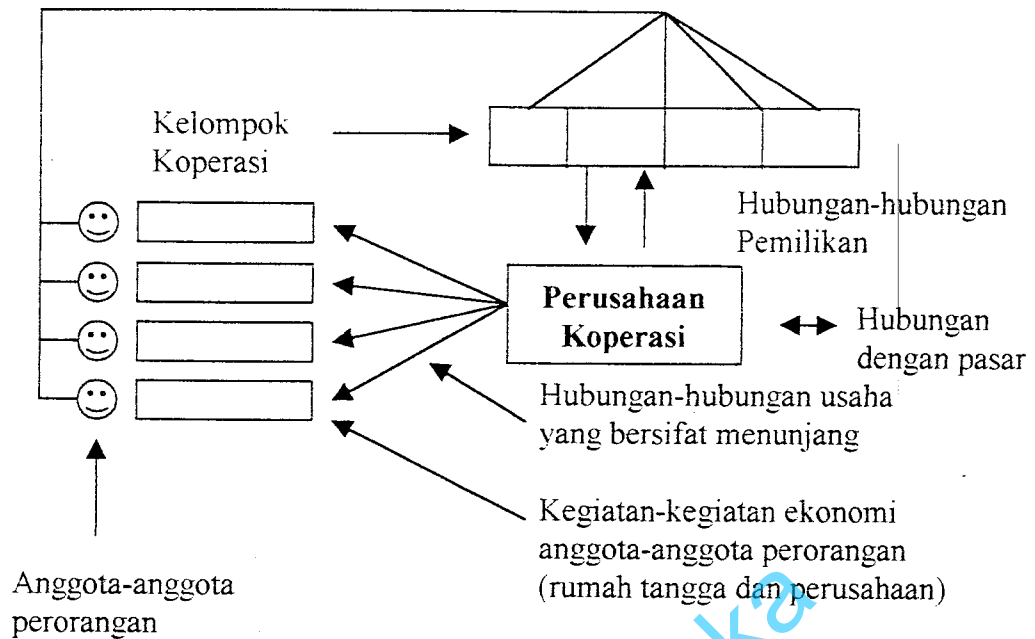 Kelompok
Koperasi
Hubungan-hubungan
Pemilikan
Perusahaan
Koperasi
Hubungan
dengan pasar
Hubungan-hubungan usaha
yang bersifat menunjang
Kegiatan-kegiatan ekonomi
anggota-anggota perorangan
(rumah tangga dan perusahaan)
Anggota-anggota
perorangan
ka